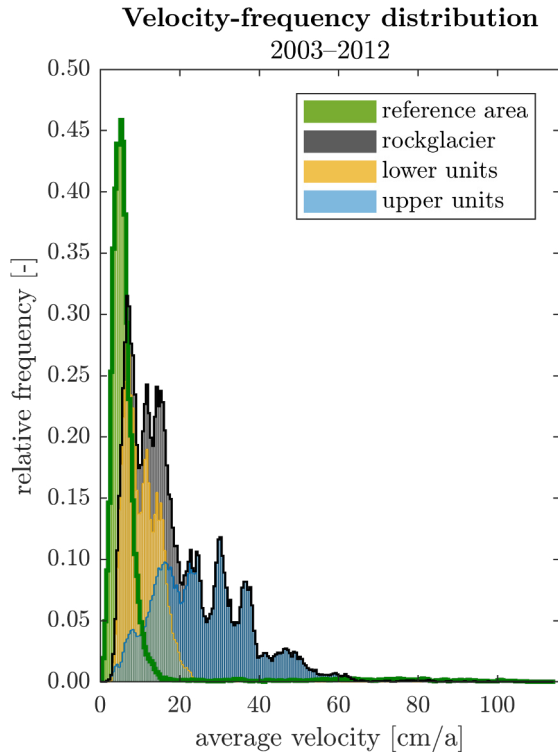 Velocity-frequency distribution
2003–2012
reference area
rockglacier
lower units
upper units
relative frequency [-]
0.50
0.45
0.40
0.35
0.30
0.25
0.20
0.15
0.10
0.05
0.00
0 20 40 60 80 100
average velocity [cm/a]